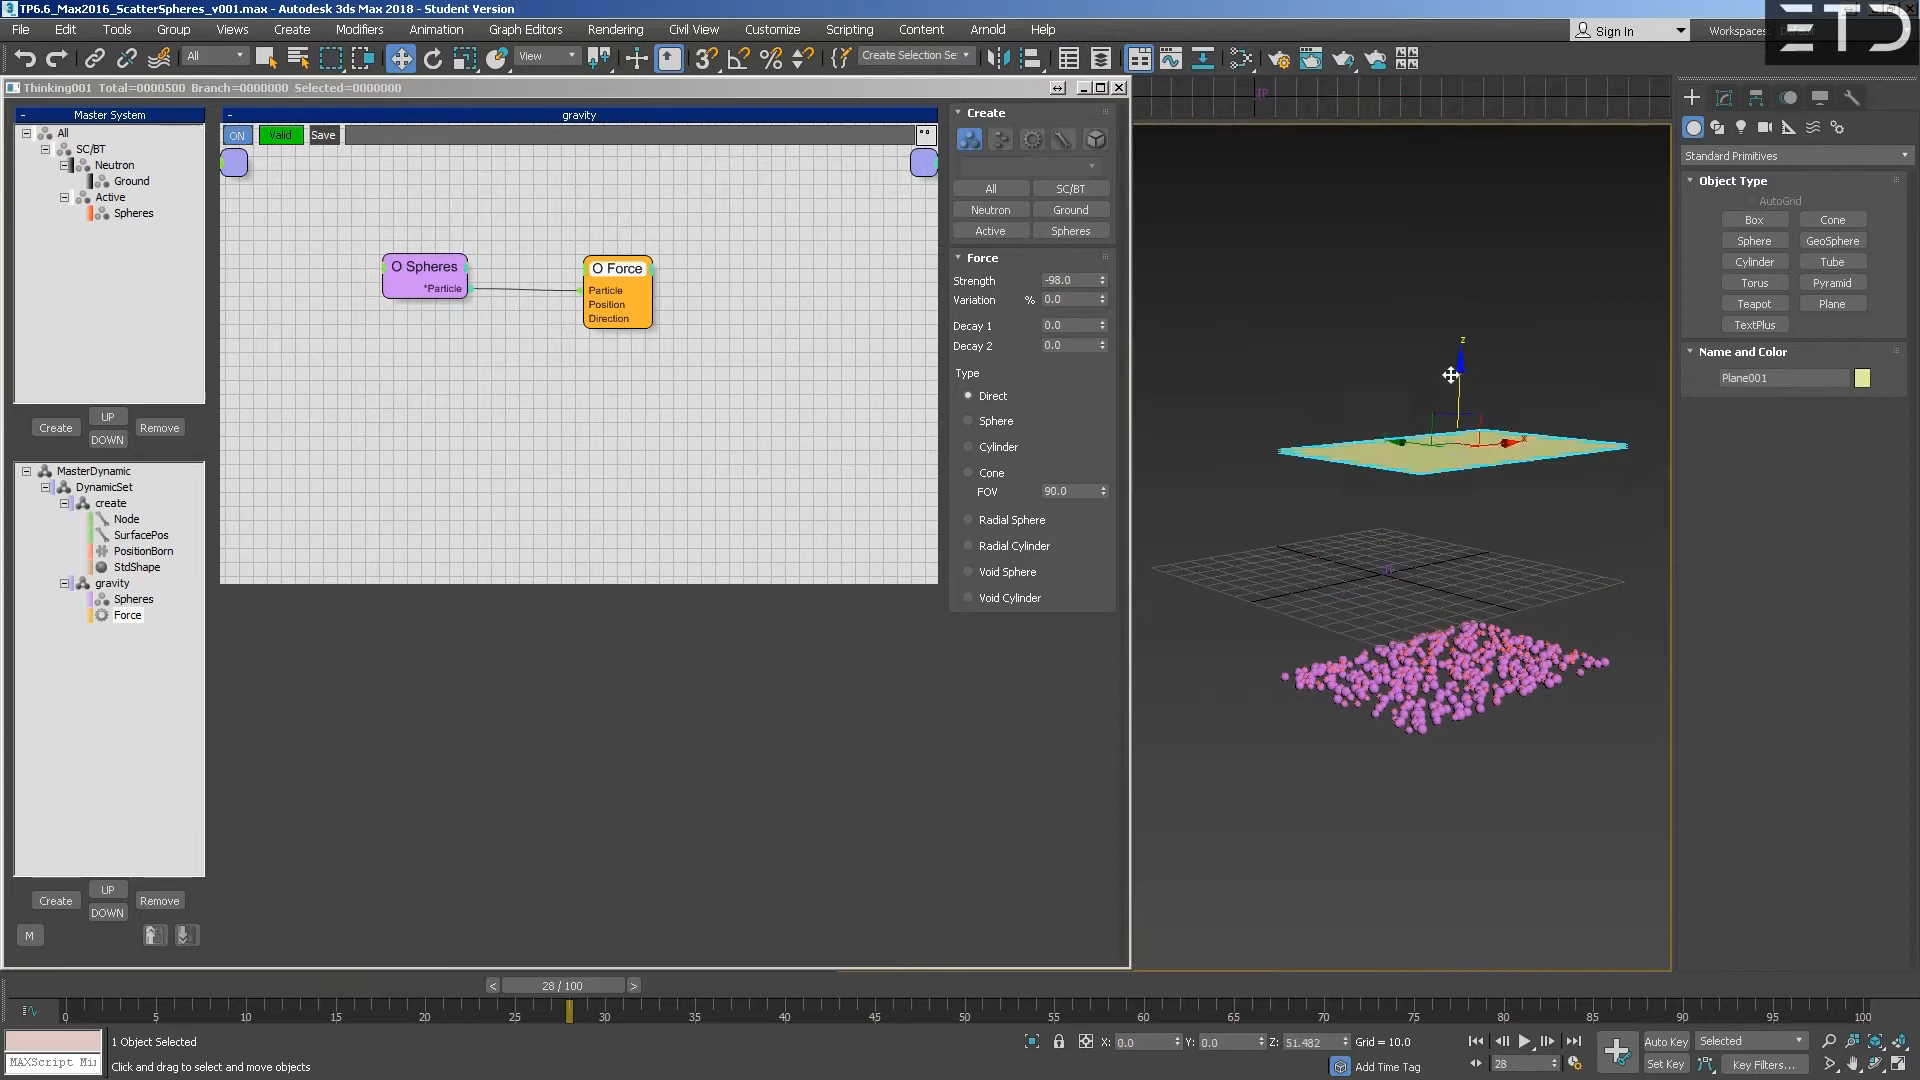 TP6.6_Max2016_ScatterSpheres_v001.max - Autodesk 3ds Max 2018 - Student Version
File Edit Tools Group Views Create Modifiers Animation Graph Editors Rendering Civil View Customize Scripting Content Arnold Help
Sign In
Workspaces:
ETD
All
View
Create Selection Se
Thinking001 Total=0000500 Branch=0000000 Selected=0000000
Master System
All
SC/BT
Neutron
Ground
Active
Spheres
Create
UP
DOWN
Remove
MasterDynamic
DynamicSet
create
Node
SurfacePos
PositionBorn
StdShape
gravity
Spheres
Force
Create
UP
DOWN
Remove
M
gravity
ON Valid Save
O Spheres
*Particle
O Force
Particle
Position
Direction
Create
All SC/BT
Neutron Ground
Active Spheres
Force
Strength -98.0
Variation % 0.0
Decay 1 0.0
Decay 2 0.0
Type
Direct
Sphere
Cylinder
Cone
FOV 90.0
Radial Sphere
Radial Cylinder
Void Sphere
Void Cylinder
TP
z
x
Standard Primitives
Object Type
AutoGrid
Box Cone
Sphere GeoSphere
Cylinder Tube
Torus Pyramid
Teapot Plane
TextPlus
Name and Color
Plane001
< 28 / 100 >
0 5 10 15 20 25 30 35 40 45 50 55 60 65 70 75 80 85 90 95 100
1 Object Selected
MAXScript Mi
Click and drag to select and move objects
X: 0.0 Y: 0.0 Z: 51.482 Grid = 10.0
Add Time Tag
28
Auto Key Selected
Set Key Key Filters...